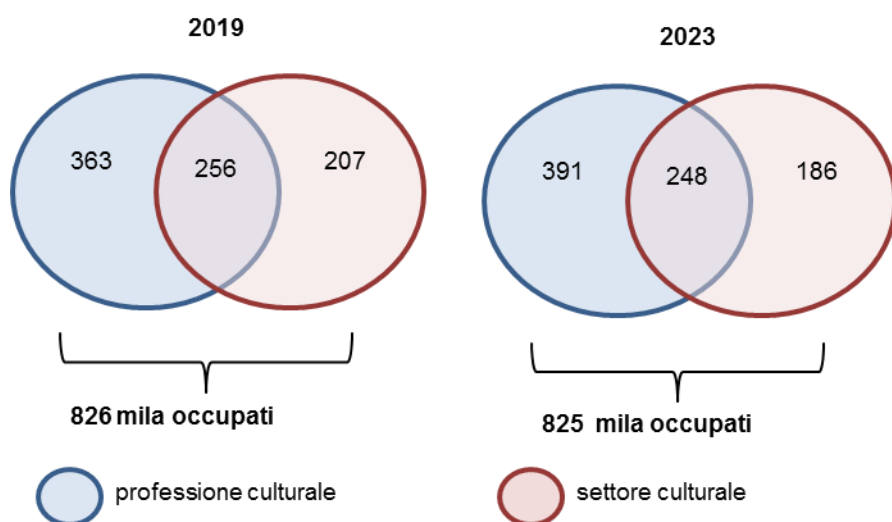 2019
363
256
207
826 mila occupati
2023
391
248
186
825 mila occupati
professione culturale
settore culturale